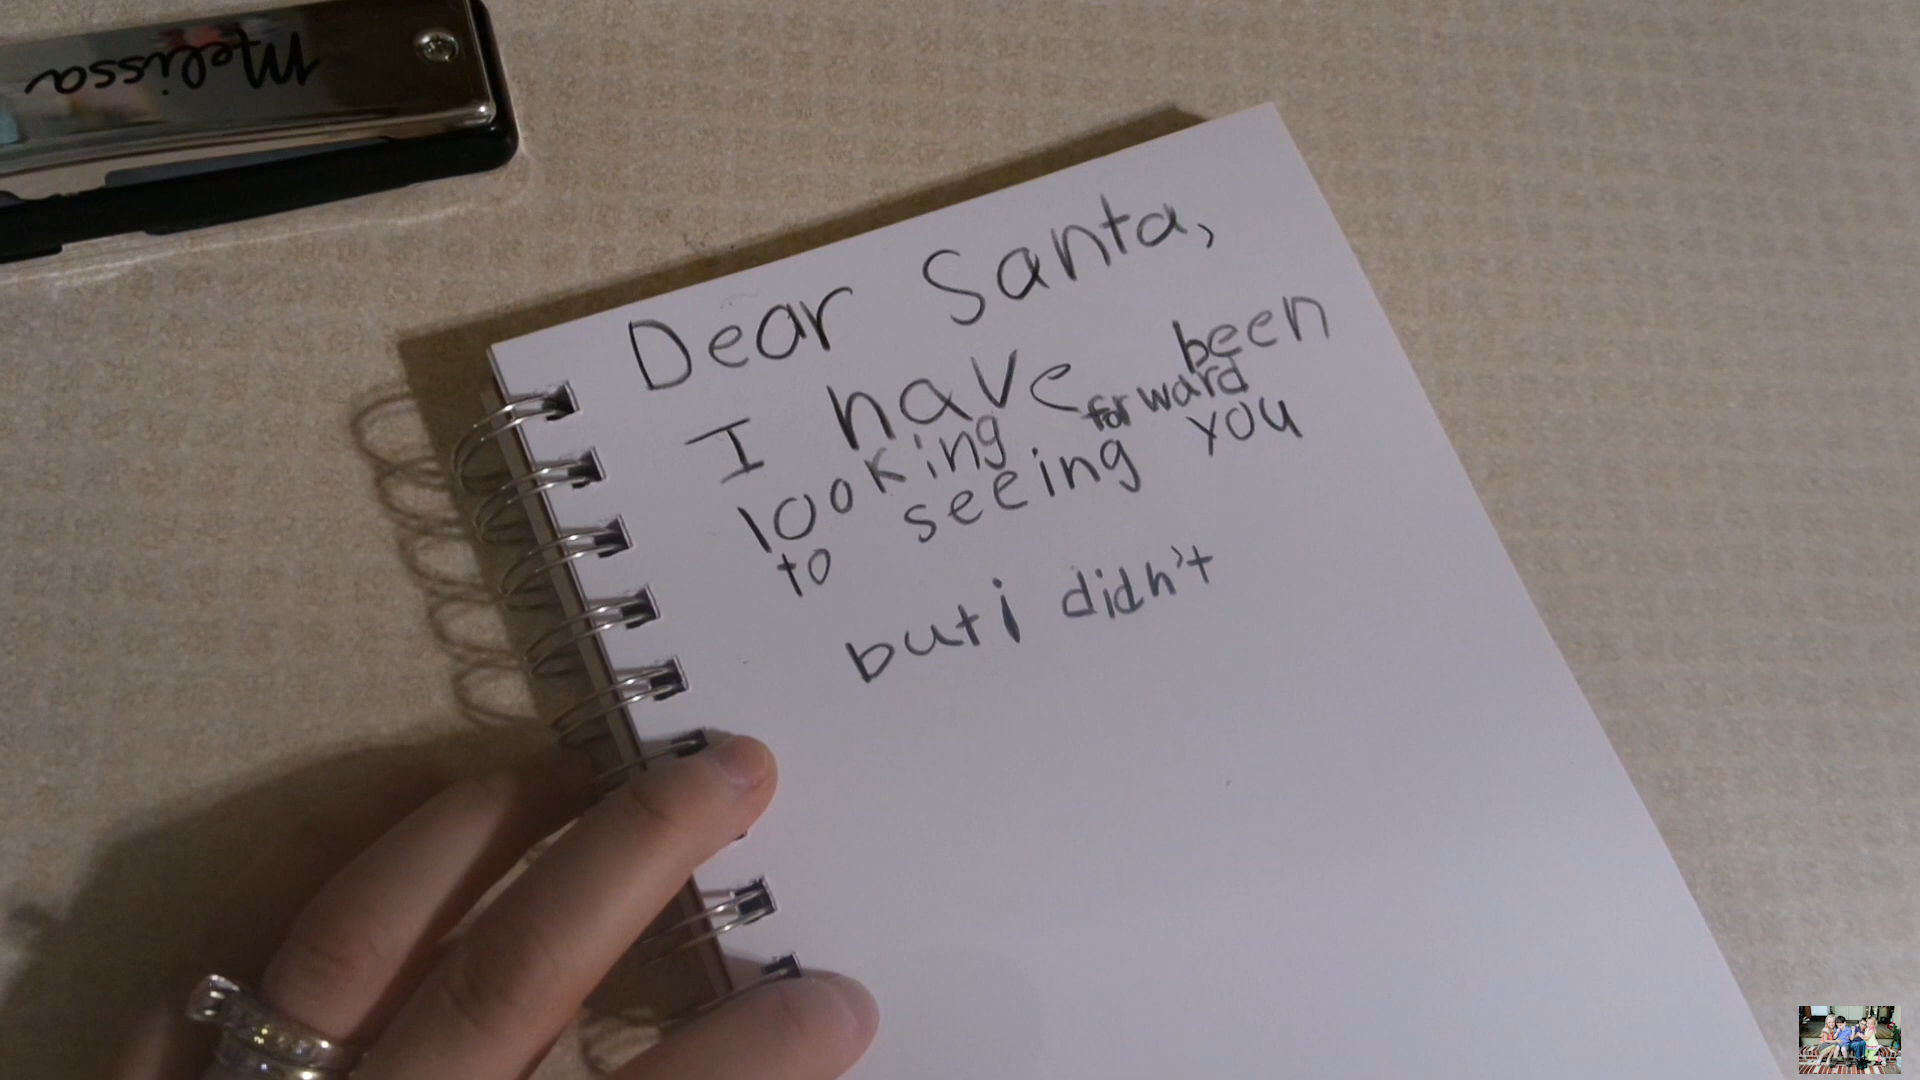 Melissa
Dear Santa,
I have been
looking forward
to seeing you
but i didn't